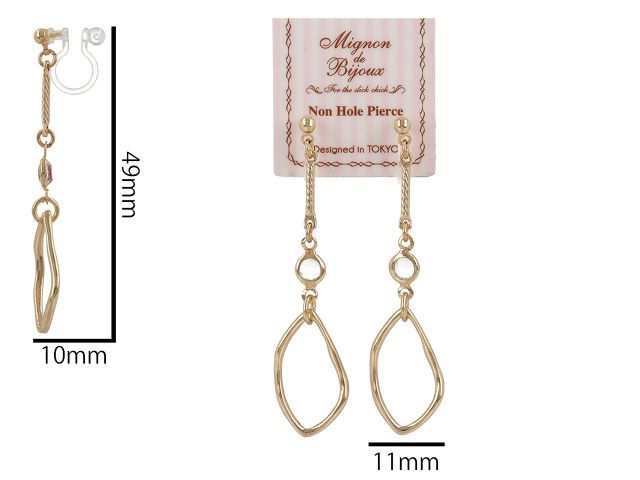 Mignon
de
Bijoux
For the slick chick
Non Hole Pierce
Designed in TOKYO
49mm
10mm
11mm